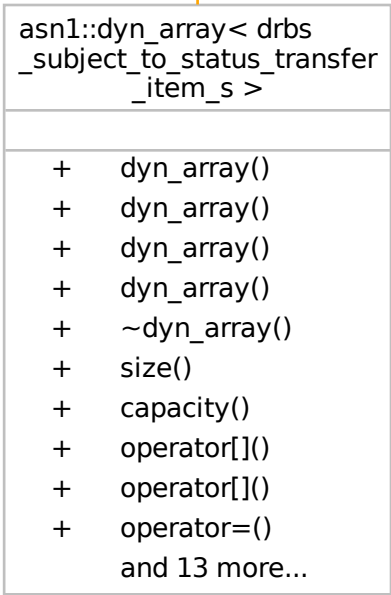 asn1::dyn_array< drbs
_subject_to_status_transfer
_item_s >
+ dyn_array()
+ dyn_array()
+ dyn_array()
+ dyn_array()
+ ~dyn_array()
+ size()
+ capacity()
+ operator[]()
+ operator[]()
+ operator=()
and 13 more...